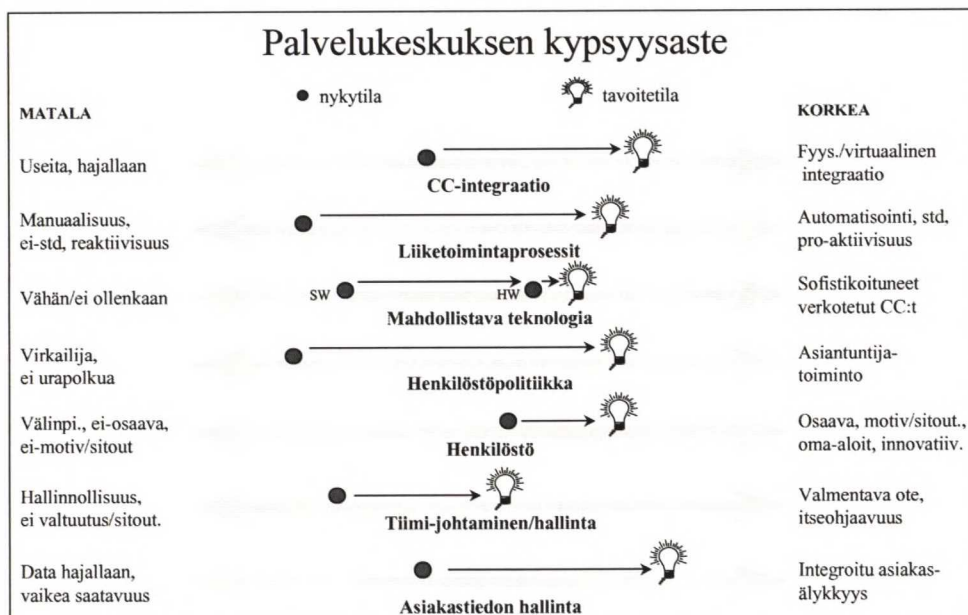 Palvelukeskuksen kypsyysaste
nykytila
tavoitetila
MATALA
KORKEA
Useita, hajallaan
CC-integraatio
Fyys./virtuaalinen
integraatio
Manuaalisuus,
ei-std, reaktiivisuus
Liiketoimintaprosessit
Automatisointi, std,
pro-aktiivisuus
Vähän/ei ollenkaan
SW
HW
Mahdollistava teknologia
Sofistikoituneet
verkotetut CC:t
Virkailija,
ei urapolkua
Henkilöstöpolitiikka
Asiantuntija-
toiminto
Välinpi., ei-osaava,
ei-motiv/sitout
Henkilöstö
Osaava, motiv/sitout.,
oma-aloit, innovatiiv.
Hallinnollisuus,
ei valtuutus/sitout.
Tiimi-johtaminen/hallinta
Valmentava ote,
itseohjaavuus
Data hajallaan,
vaikea saatavuus
Asiakastiedon hallinta
Integroitu asiakas-
älykkyys